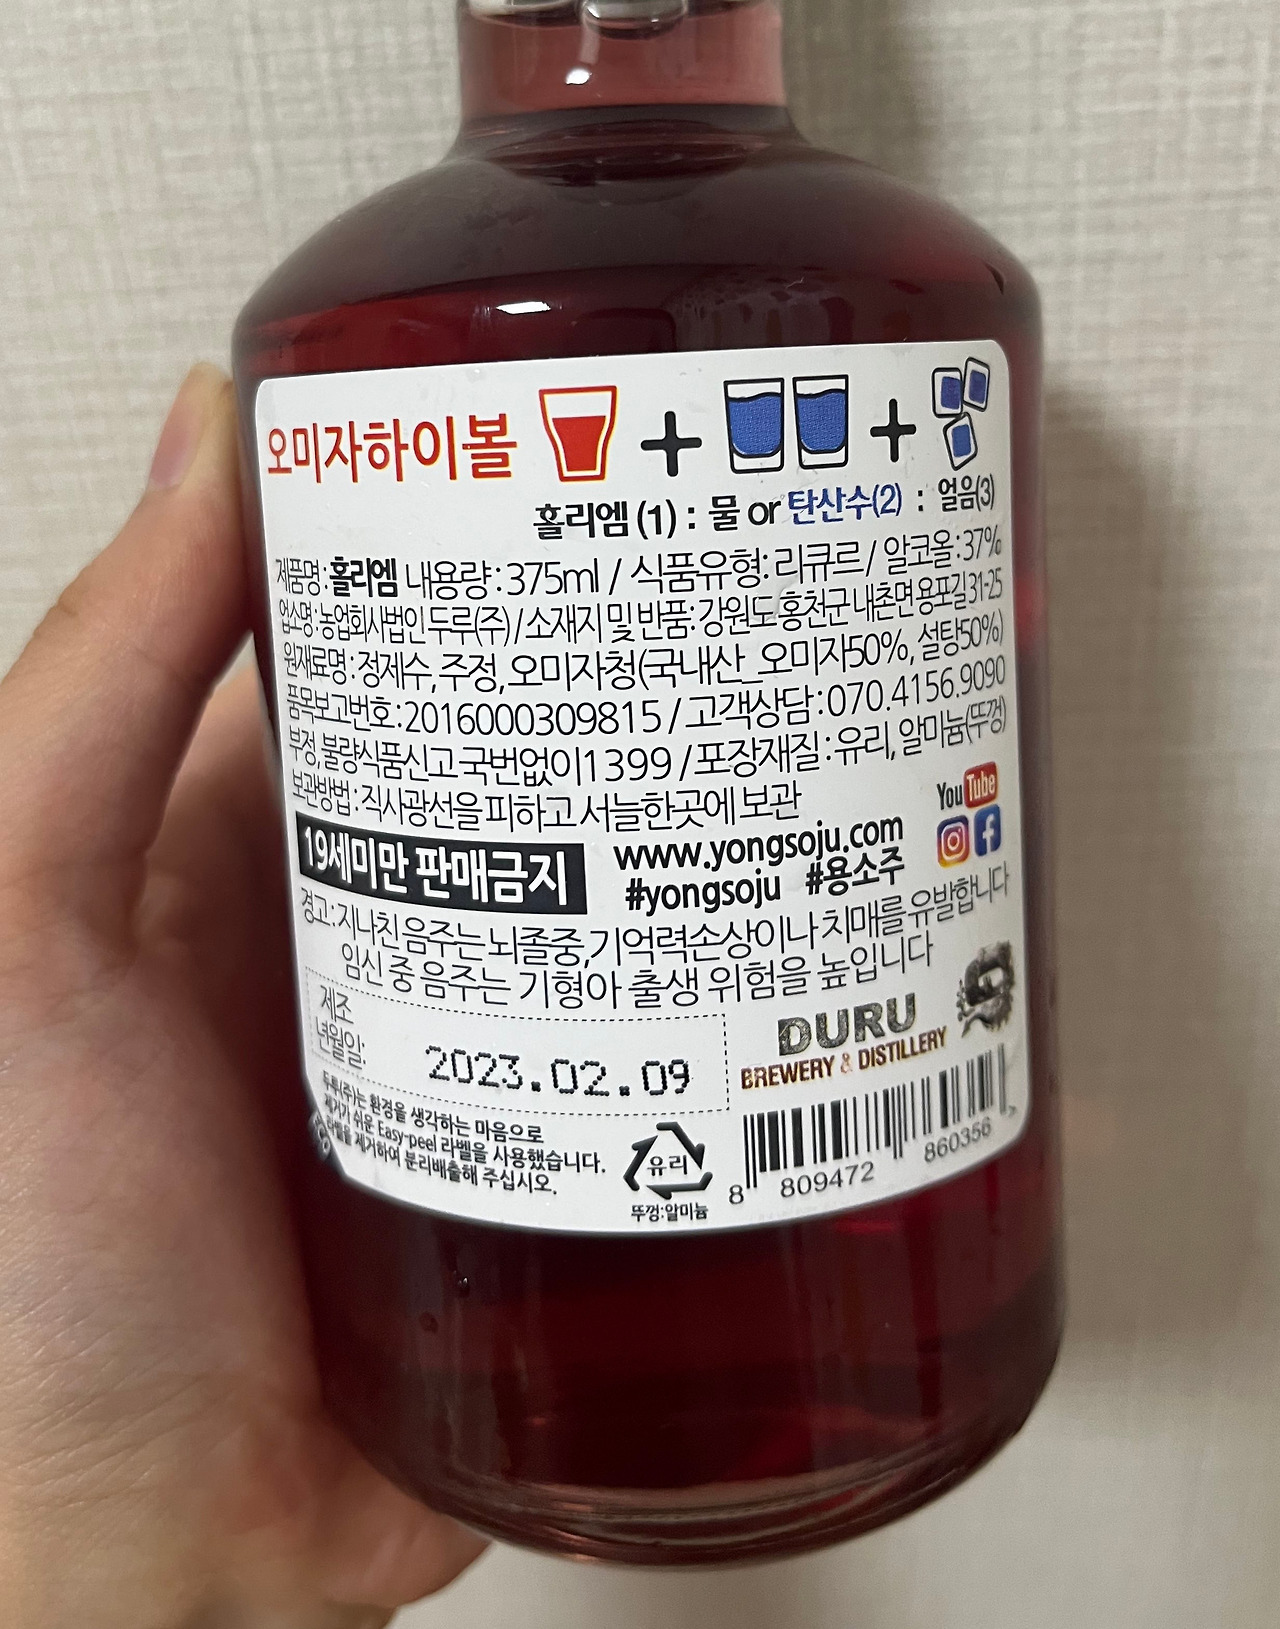 오미자하이볼 + +
홀리엠 (1) : 물 or 탄산수(2) : 얼음(3)
제품명 : 홀리엠 내용량 : 375ml / 식품유형 : 리큐르 / 알코올 : 37%
업소명 : 농업회사법인 두루(주) / 소재지 및 반품 : 강원도 홍천군 내촌면 용포길 31-25
원재료명 : 정제수, 주정, 오미자청(국내산_오미자50%, 설탕50%)
품목보고번호 : 2016000309815 / 고객상담 : 070.4156.9090
부정, 불량식품신고 국번없이 1399 / 포장재질 : 유리, 알미늄(뚜껑)
보관방법 : 직사광선을 피하고 서늘한곳에 보관
You Tube
19세미만 판매금지
www.yongsoju.com
#yongsoju #용소주
경고 : 지나친 음주는 뇌졸중, 기억력손상이나 치매를 유발합니다
임신 중 음주는 기형아 출생 위험을 높입니다
제조
년월일:
2023.02.09
DURU
BREWERY & DISTILLERY
두루(주)는 환경을 생각하는 마음으로
제거가 쉬운 Easy-peel 라벨을 사용했습니다.
라벨을 제거하여 분리배출해 주십시오.
유리
뚜껑:알미늄
8 809472 860356 >